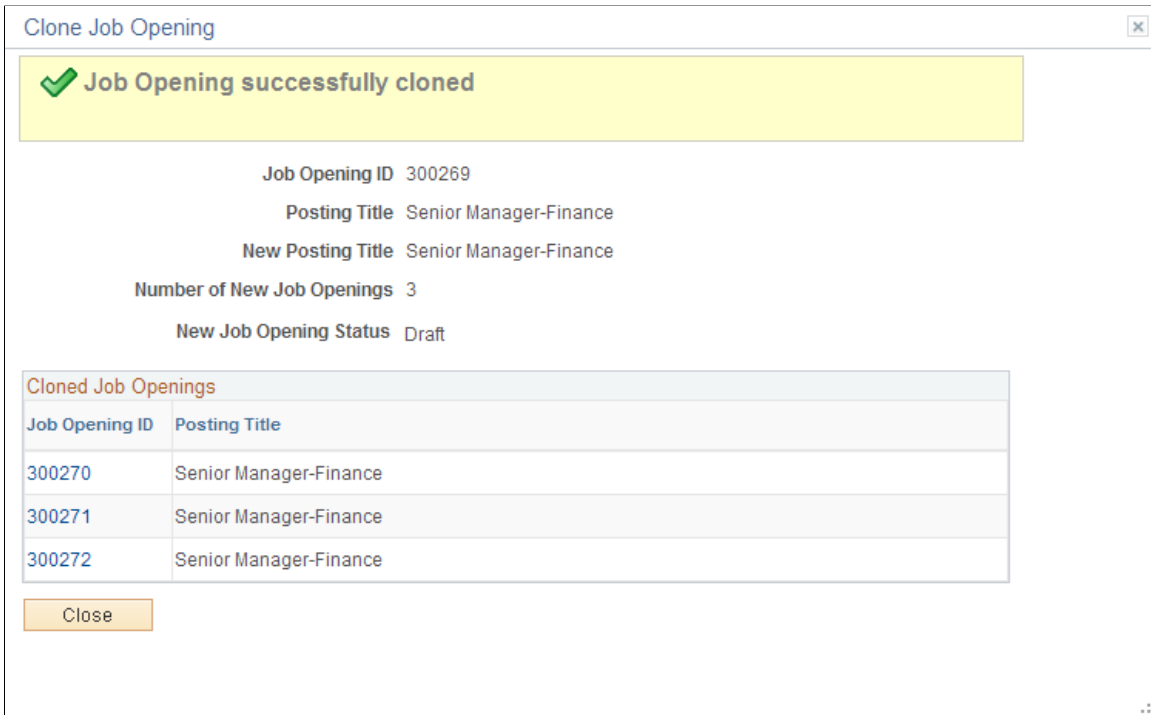 Clone Job Opening
Job Opening successfully cloned
Job Opening ID 300269
Posting Title Senior Manager-Finance
New Posting Title Senior Manager-Finance
Number of New Job Openings 3
New Job Opening Status Draft
Cloned Job Openings
Job Opening ID Posting Title
300270 Senior Manager-Finance
300271 Senior Manager-Finance
300272 Senior Manager-Finance
Close